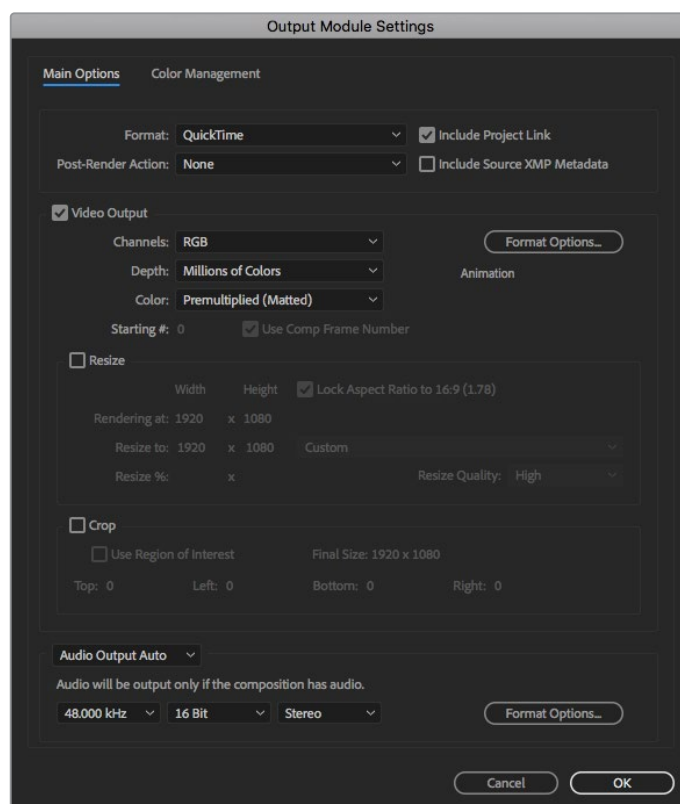 Output Module Settings
Main Options Color Management
Format: QuickTime Include Project Link
Post-Render Action: None Include Source XMP Metadata
Video Output
Channels: RGB Format Options...
Depth: Millions of Colors Animation
Color: Premultiplied (Matted)
Starting #: 0 Use Comp Frame Number
Resize
Width Height Lock Aspect Ratio to 16:9 (1.78)
Rendering at: 1920 x 1080
Resize to: 1920 x 1080 Custom
Resize %: x Resize Quality: High
Crop
Use Region of Interest Final Size: 1920 x 1080
Top: 0 Left: 0 Bottom: 0 Right: 0
Audio Output Auto
Audio will be output only if the composition has audio.
48.000 kHz 16 Bit Stereo Format Options...
Cancel OK